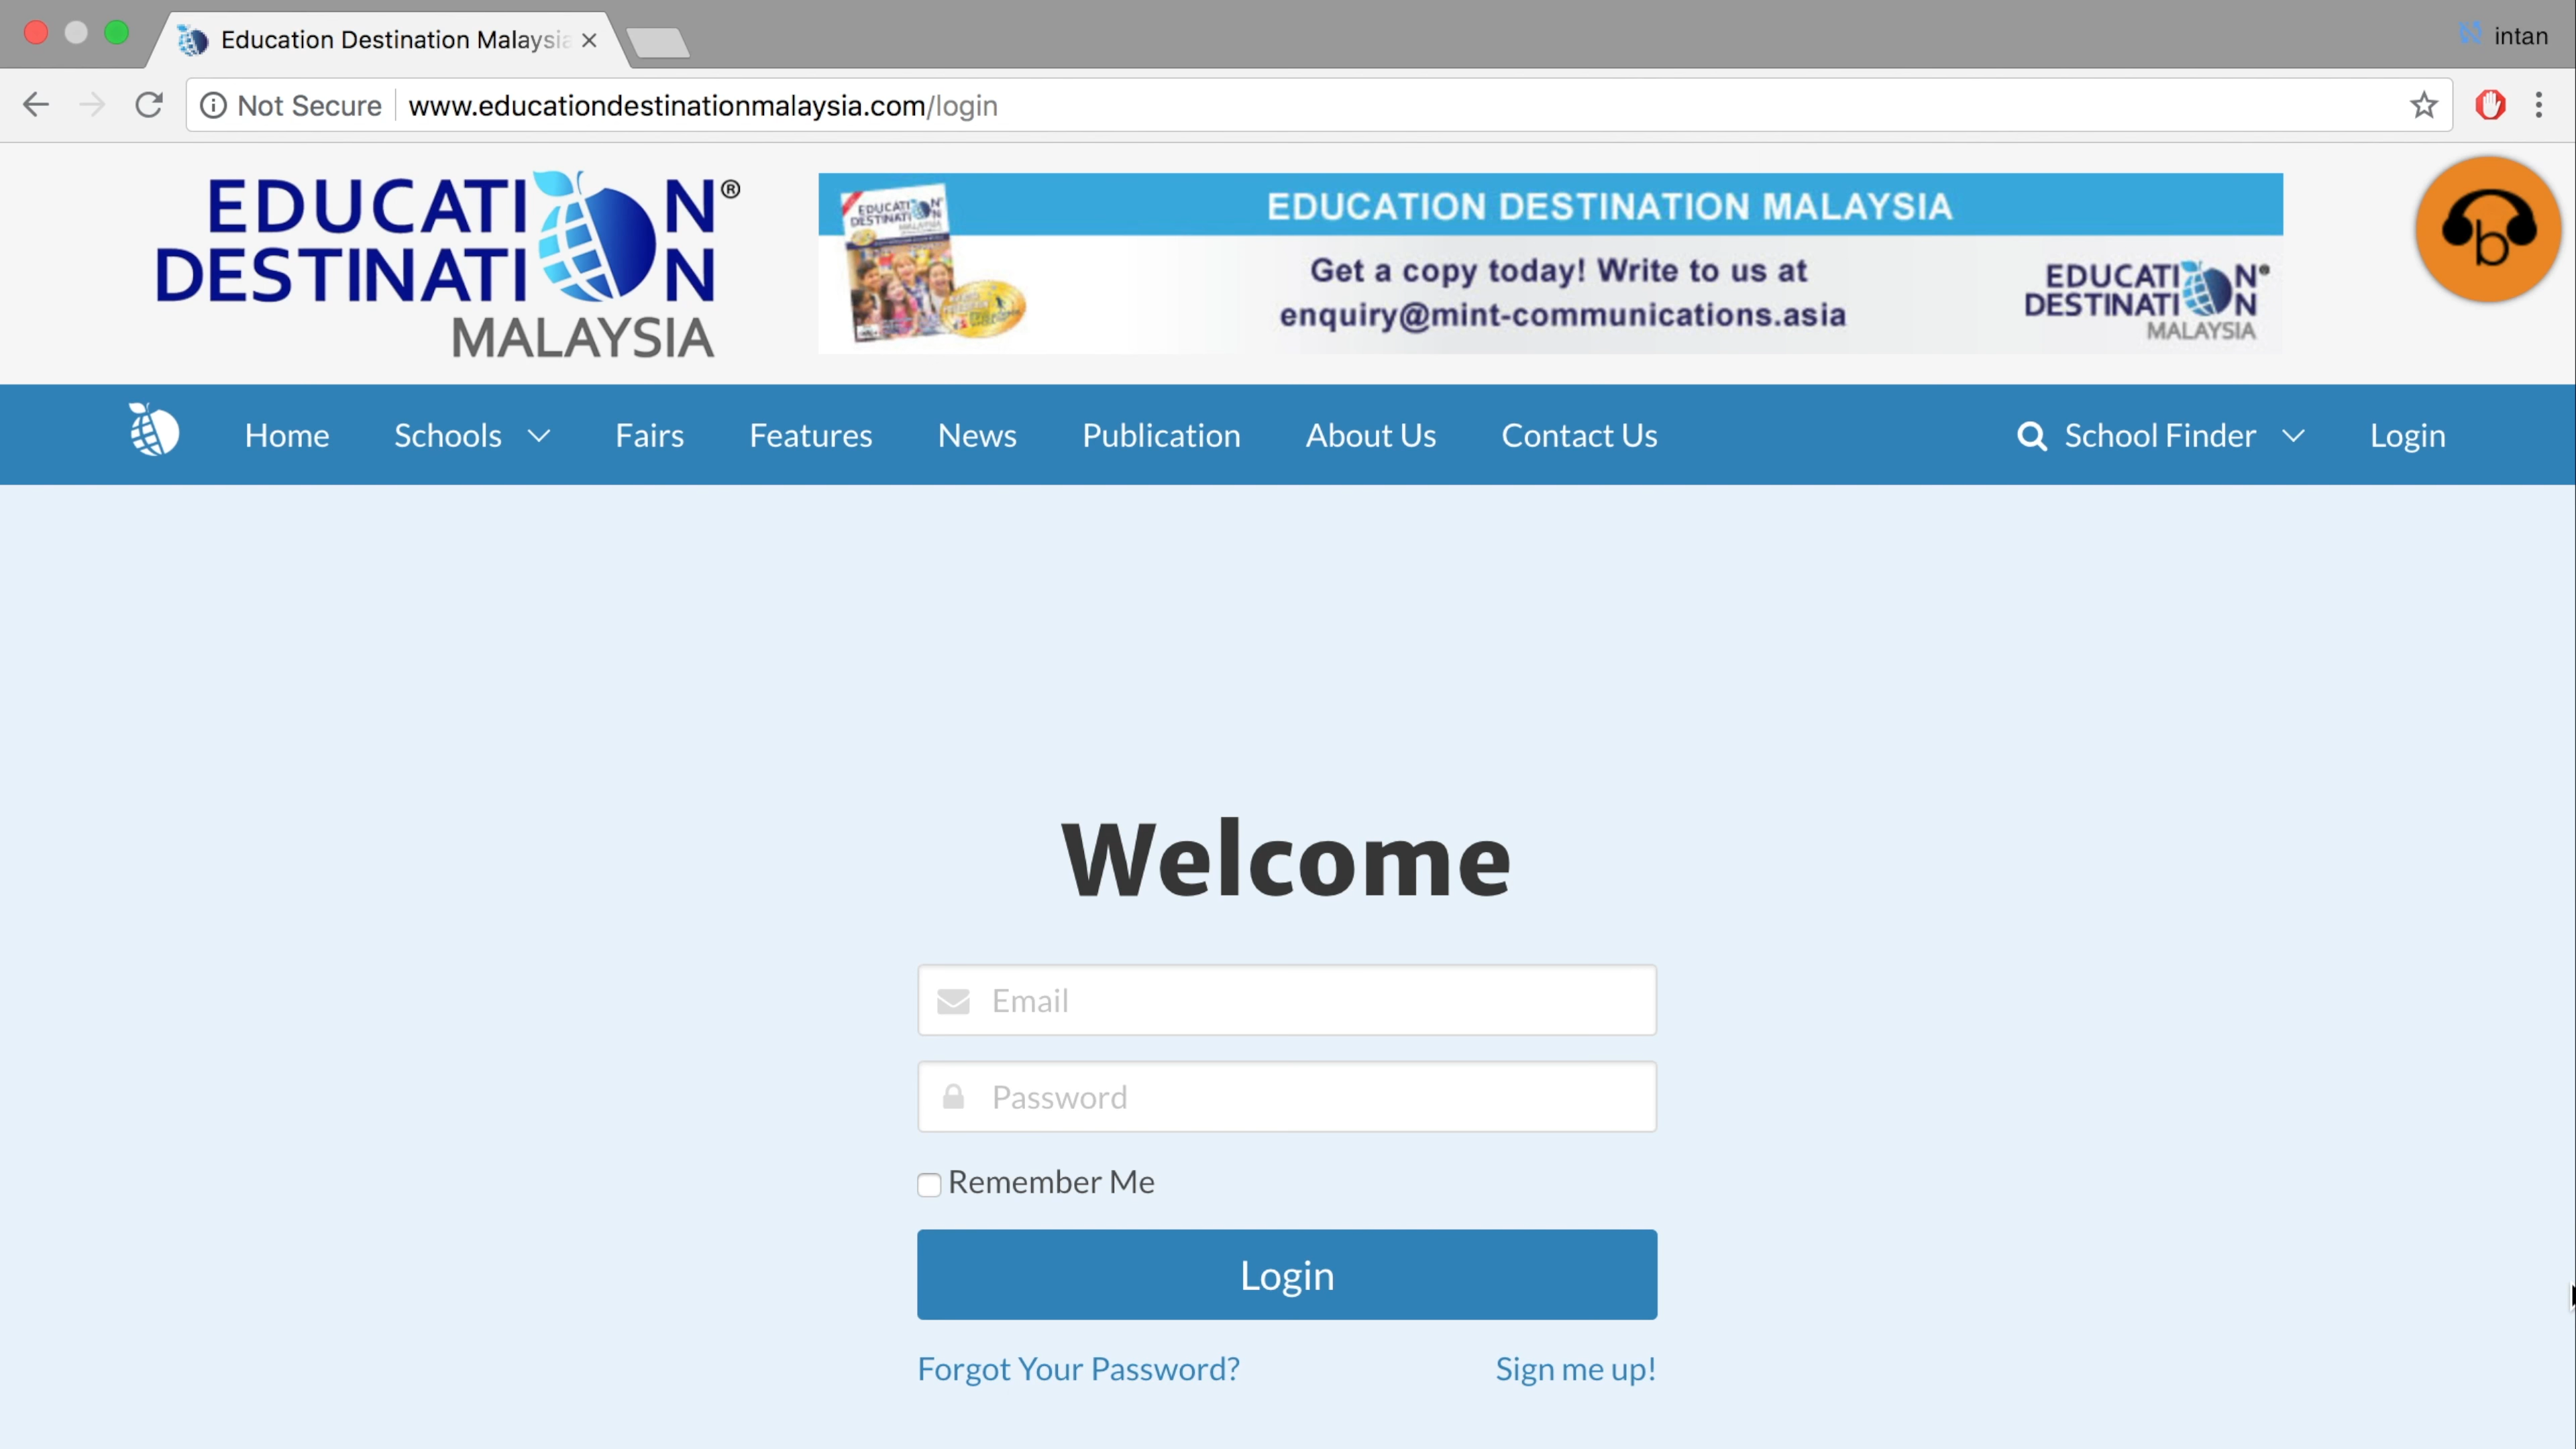 Education Destination Malaysia
intan
Not Secure
www.educationdestinationmalaysia.com/login
EDUCATION®
DESTINATION
MALAYSIA
EDUCATION
DESTINATION
EDUCATION DESTINATION MALAYSIA
Get a copy today! Write to us at
enquiry@mint-communications.asia
EDUCATION®
DESTINATION
MALAYSIA
b
Home Schools Fairs Features News Publication About Us Contact Us School Finder Login
Welcome
Email
Password
Remember Me
Login
Forgot Your Password? Sign me up!